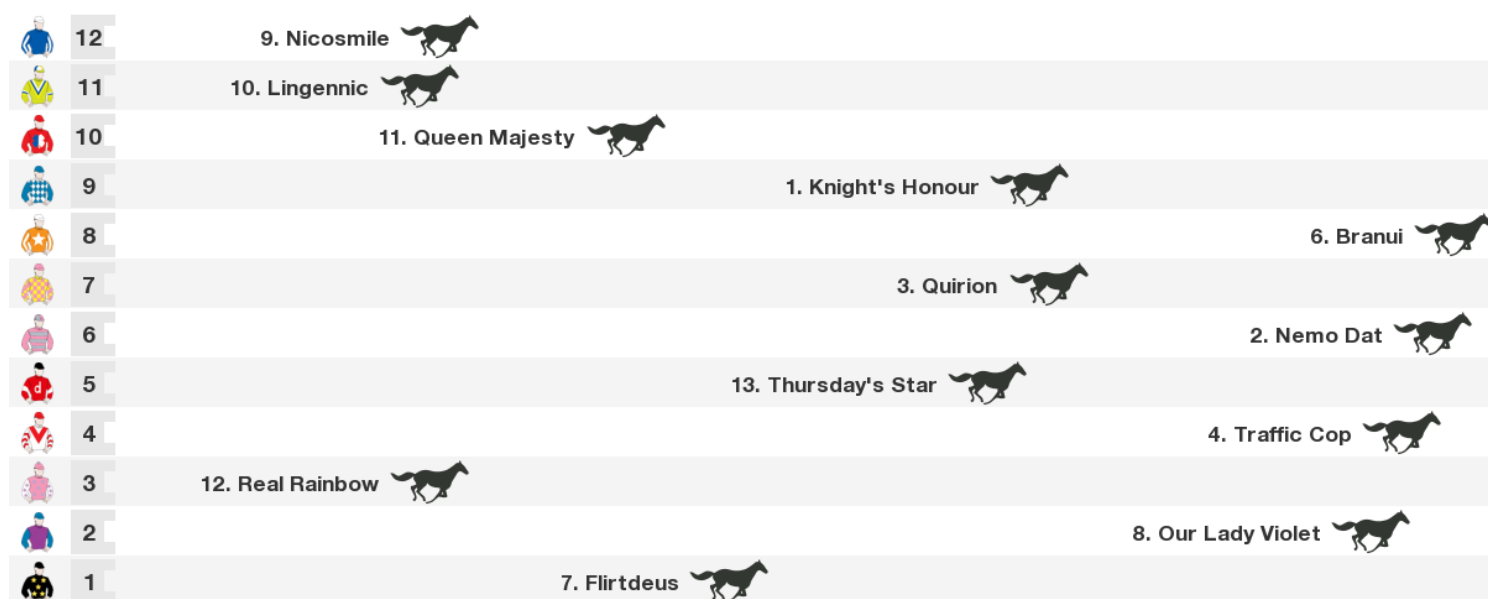 12 9. Nicosmile
11 10. Lingennic
10 11. Queen Majesty
9 1. Knight's Honour
8 6. Branui
7 3. Quirion
6 2. Nemo Dat
d 5 13. Thursday's Star
4 4. Traffic Cop
3 12. Real Rainbow
2 8. Our Lady Violet
1 7. Flirtdeus